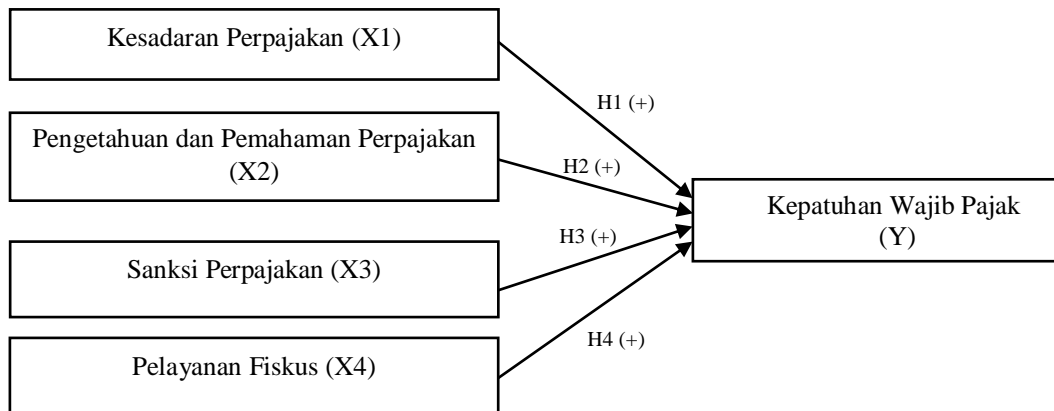 Kesadaran Perpajakan (X1)
H1 (+)
Pengetahuan dan Pemahaman Perpajakan
(X2)
H2 (+)
Kepatuhan Wajib Pajak
(Y)
H3 (+)
Sanksi Perpajakan (X3)
H4 (+)
Pelayanan Fiskus (X4)